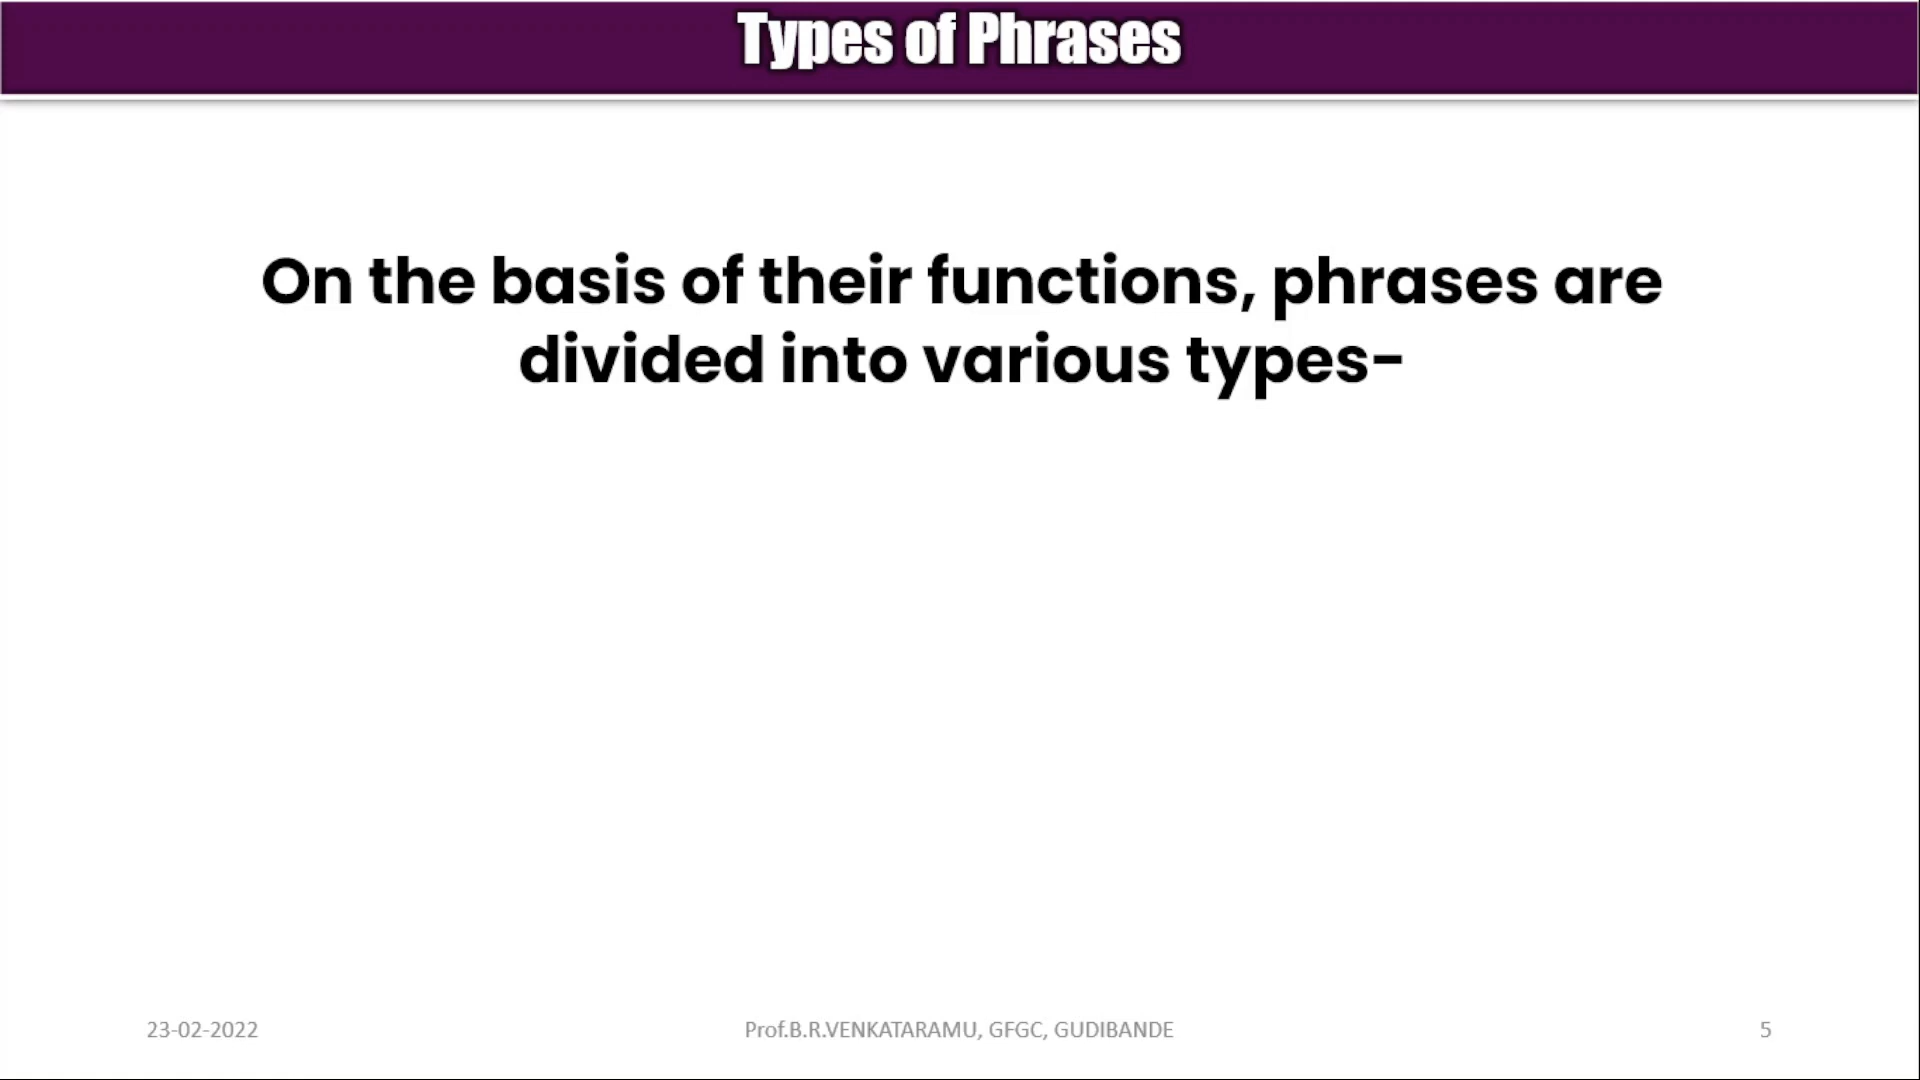 Types of Phrases
On the basis of their functions, phrases are
divided into various types-
23-02-2022
Prof.B.R.VENKATARAMU, GFGC, GUDIBANDE
5